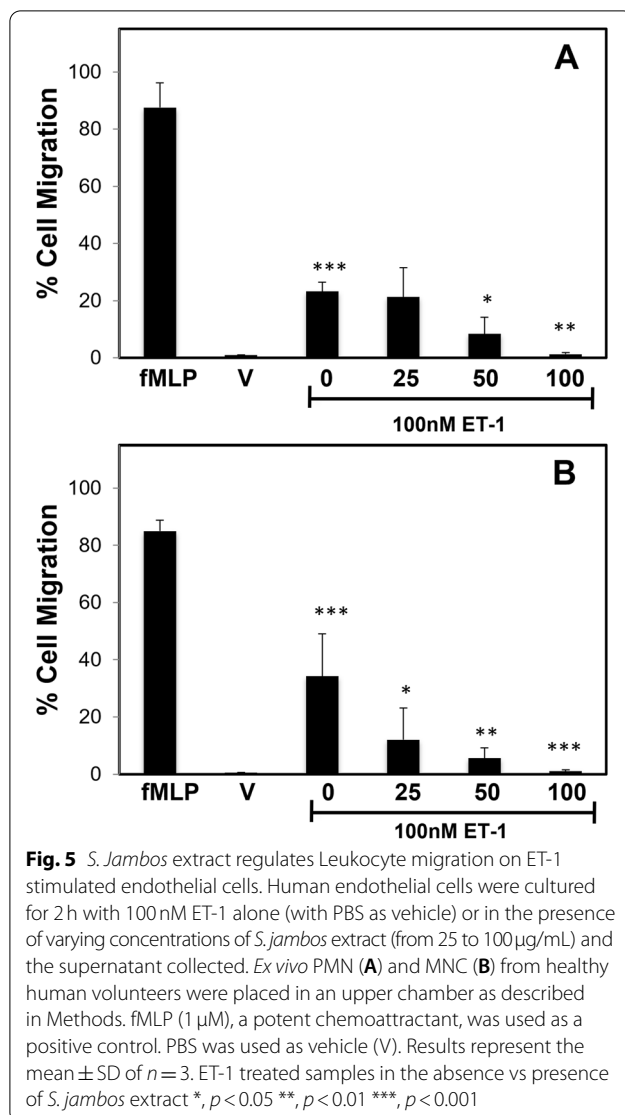 A
100
80
60
40
20
0
% Cell Migration
***
*
**
fMLP V 0 25 50 100
100nM ET-1
B
100
80
60
40
20
0
% Cell Migration
***
*
**
***
fMLP V 0 25 50 100
100nM ET-1
Fig. 5 S. Jambos extract regulates Leukocyte migration on ET-1
stimulated endothelial cells. Human endothelial cells were cultured
for 2 h with 100 nM ET-1 alone (with PBS as vehicle) or in the presence
of varying concentrations of S. jambos extract (from 25 to 100 μg/mL) and
the supernatant collected. Ex vivo PMN (A) and MNC (B) from healthy
human volunteers were placed in an upper chamber as described
in Methods. fMLP (1 μM), a potent chemoattractant, was used as a
positive control. PBS was used as vehicle (V). Results represent the
mean ± SD of n = 3. ET-1 treated samples in the absence vs presence
of S. jambos extract *, p < 0.05 **, p < 0.01 ***, p < 0.001